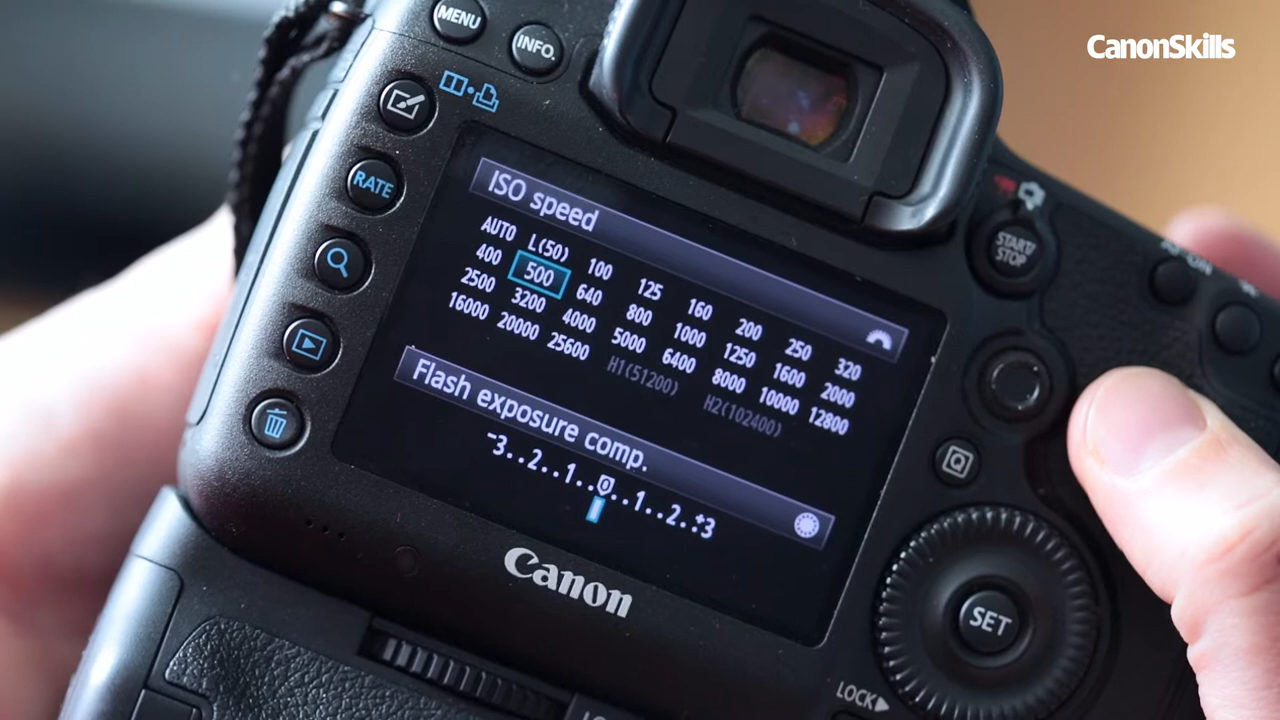 CanonSkills
MENU
INFO.
RATE
START/
STOP
ISO speed
AUTO L(50) 100 125 160 200 250 320
400 500 640 800 1000 1250 1600 2000
2500 3200 4000 5000 6400 8000 10000 12800
16000 20000 25600 H1(51200) H2(102400)
Flash exposure comp.
-3..2..1..0..1..2..+3
Q
Canon
SET
LOCK▶